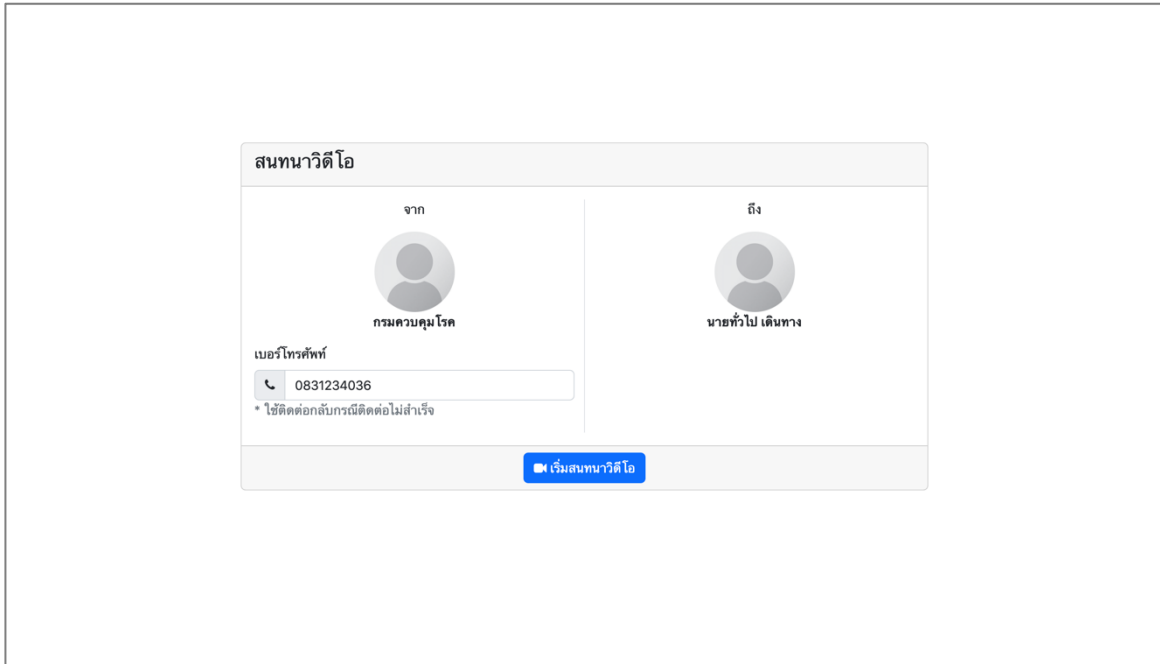 สนทนาวิดีโอ
จาก
กรมควบคุมโรค
เบอร์โทรศัพท์
0831234036
* ใช้ติดต่อกลับกรณีติดต่อไม่สำเร็จ
ถึง
นายทั่วไป เดินทาง
เริ่มสนทนาวิดีโอ